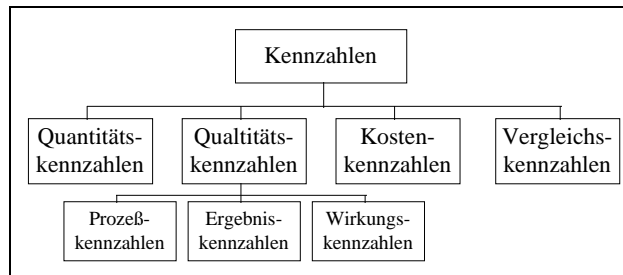 Kennzahlen
Quantitäts-
kennzahlen
Qualtitäts-
kennzahlen
Kosten-
kennzahlen
Vergleichs-
kennzahlen
Prozeß-
kennzahlen
Ergebnis-
kennzahlen
Wirkungs-
kennzahlen